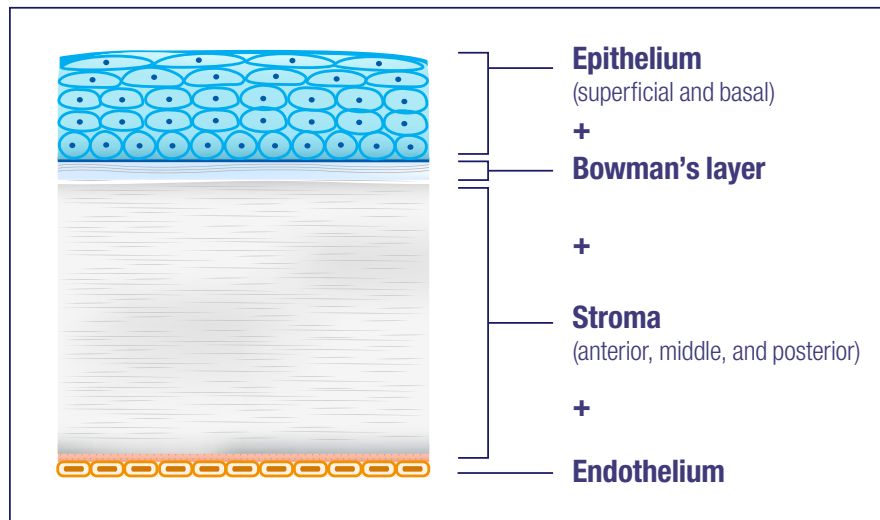 Epithelium
(superficial and basal)
+
Bowman’s layer
+
Stroma
(anterior, middle, and posterior)
+
Endothelium